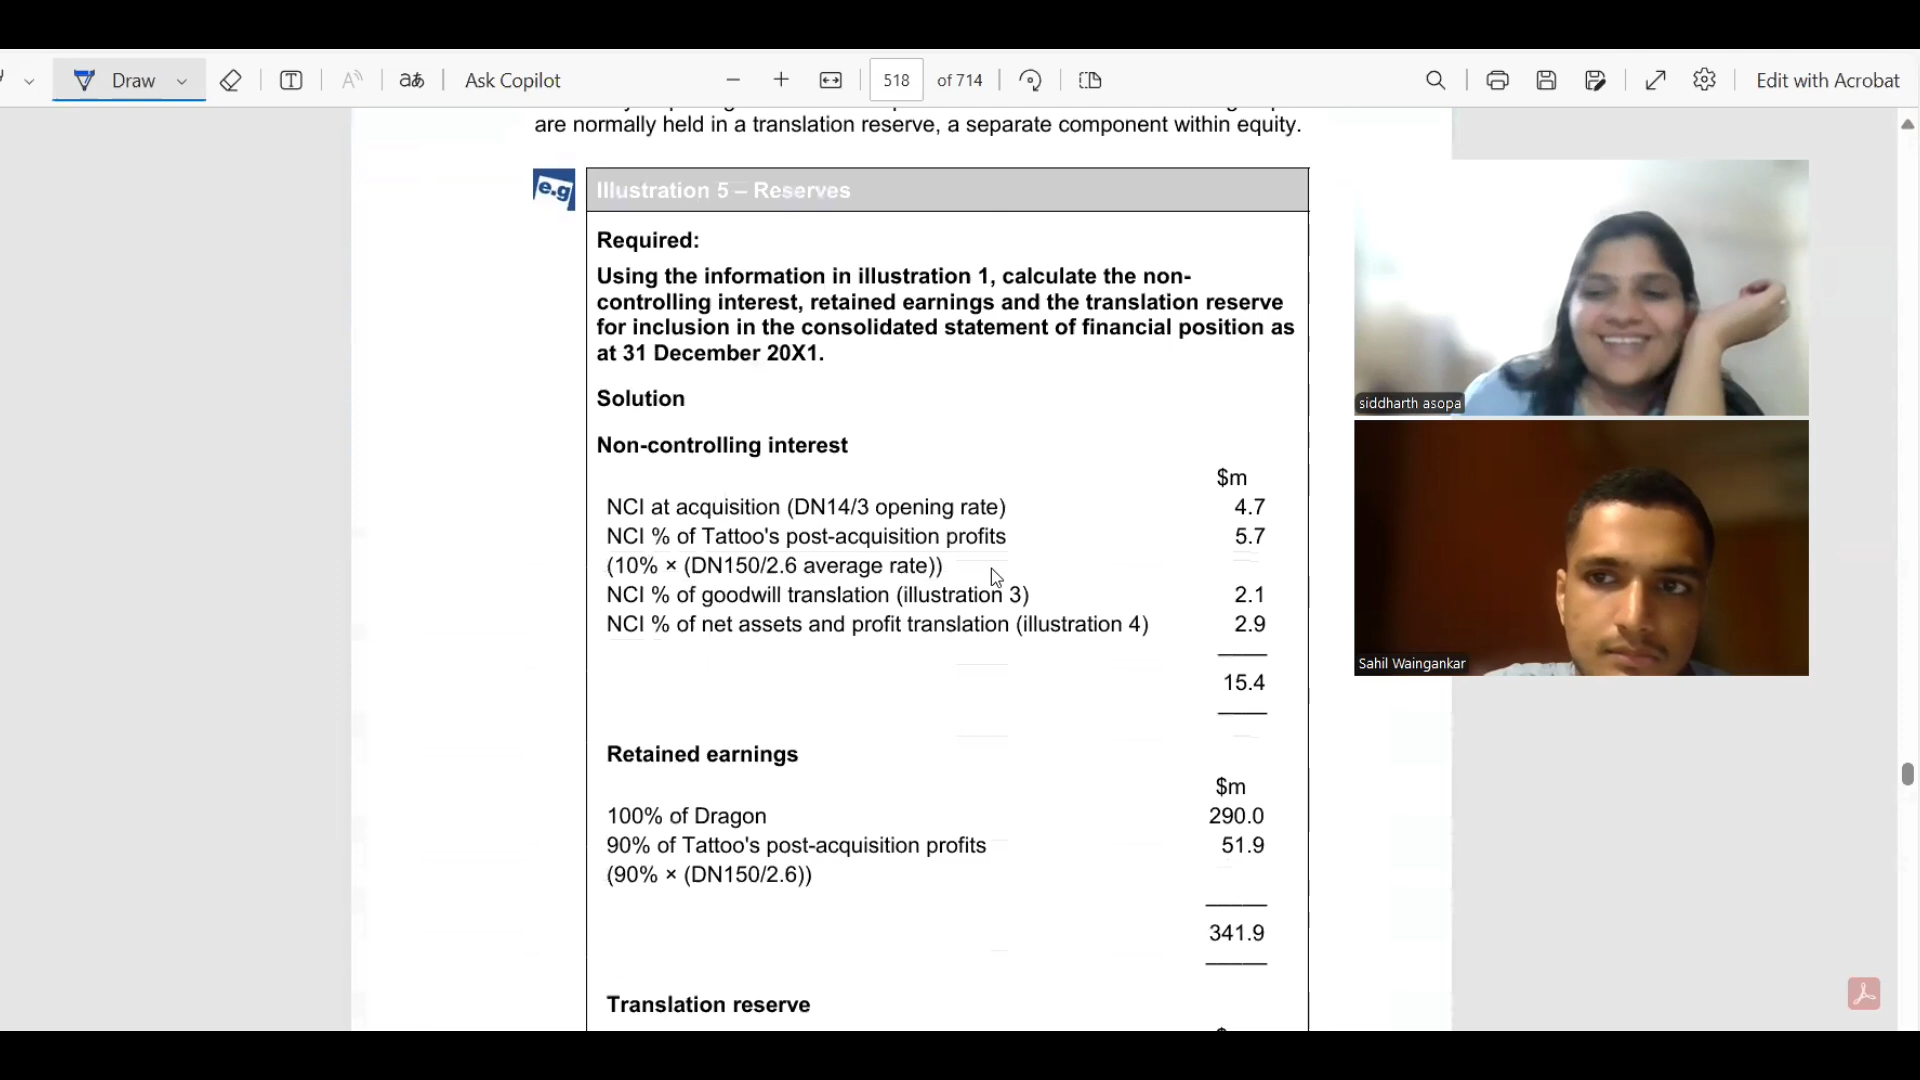 Draw
aあ
Ask Copilot
518 of 714
Edit with Acrobat
are normally held in a translation reserve, a separate component within equity.
e.g
Illustration 5 – Reserves
Required:
Using the information in illustration 1, calculate the non-
controlling interest, retained earnings and the translation reserve
for inclusion in the consolidated statement of financial position as
at 31 December 20X1.
Solution
Non-controlling interest
$m
NCI at acquisition (DN14/3 opening rate) 4.7
NCI % of Tattoo's post-acquisition profits 5.7
(10% × (DN150/2.6 average rate))
NCI % of goodwill translation (illustration 3) 2.1
NCI % of net assets and profit translation (illustration 4) 2.9
15.4
Retained earnings
$m
100% of Dragon 290.0
90% of Tattoo's post-acquisition profits 51.9
(90% × (DN150/2.6))
341.9
Translation reserve
siddharth asopa
Sahil Waingankar